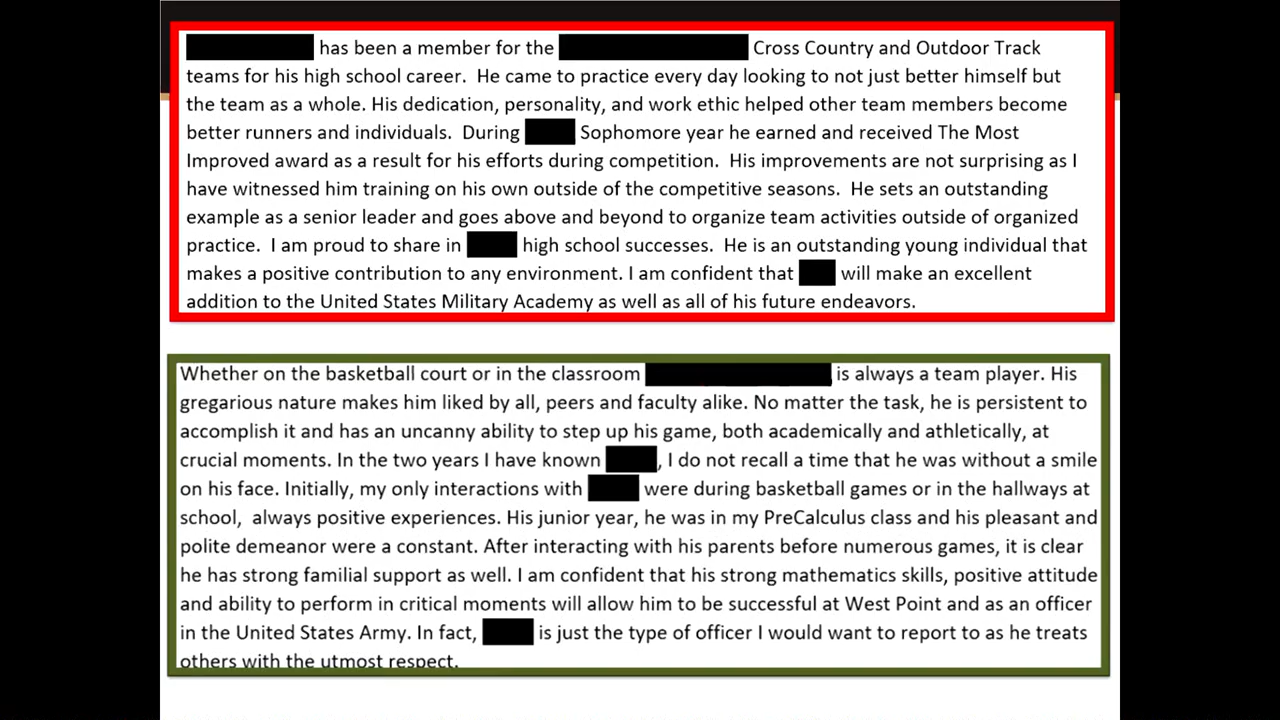 has been a member for the Cross Country and Outdoor Track
teams for his high school career. He came to practice every day looking to not just better himself but
the team as a whole. His dedication, personality, and work ethic helped other team members become
better runners and individuals. During Sophomore year he earned and received The Most
Improved award as a result for his efforts during competition. His improvements are not surprising as I
have witnessed him training on his own outside of the competitive seasons. He sets an outstanding
example as a senior leader and goes above and beyond to organize team activities outside of organized
practice. I am proud to share in high school successes. He is an outstanding young individual that
makes a positive contribution to any environment. I am confident that will make an excellent
addition to the United States Military Academy as well as all of his future endeavors.
Whether on the basketball court or in the classroom is always a team player. His
gregarious nature makes him liked by all, peers and faculty alike. No matter the task, he is persistent to
accomplish it and has an uncanny ability to step up his game, both academically and athletically, at
crucial moments. In the two years I have known , I do not recall a time that he was without a smile
on his face. Initially, my only interactions with were during basketball games or in the hallways at
school, always positive experiences. His junior year, he was in my PreCalculus class and his pleasant and
polite demeanor were a constant. After interacting with his parents before numerous games, it is clear
he has strong familial support as well. I am confident that his strong mathematics skills, positive attitude
and ability to perform in critical moments will allow him to be successful at West Point and as an officer
in the United States Army. In fact, is just the type of officer I would want to report to as he treats
others with the utmost respect.